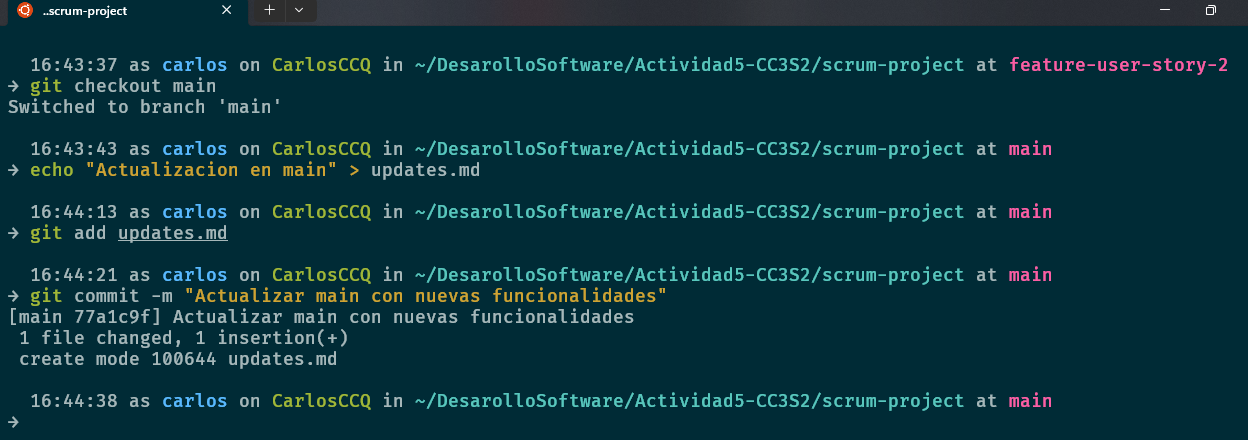 ..scrum-project
16:43:37 as carlos on CarlosCCQ in ~/DesarolloSoftware/Actividad5-CC3S2/scrum-project at feature-user-story-2
→ git checkout main
Switched to branch 'main'
16:43:43 as carlos on CarlosCCQ in ~/DesarolloSoftware/Actividad5-CC3S2/scrum-project at main
→ echo "Actualizacion en main" > updates.md
16:44:13 as carlos on CarlosCCQ in ~/DesarolloSoftware/Actividad5-CC3S2/scrum-project at main
→ git add updates.md
16:44:21 as carlos on CarlosCCQ in ~/DesarolloSoftware/Actividad5-CC3S2/scrum-project at main
→ git commit -m "Actualizar main con nuevas funcionalidades"
[main 77a1c9f] Actualizar main con nuevas funcionalidades
1 file changed, 1 insertion(+)
create mode 100644 updates.md
16:44:38 as carlos on CarlosCCQ in ~/DesarolloSoftware/Actividad5-CC3S2/scrum-project at main
→